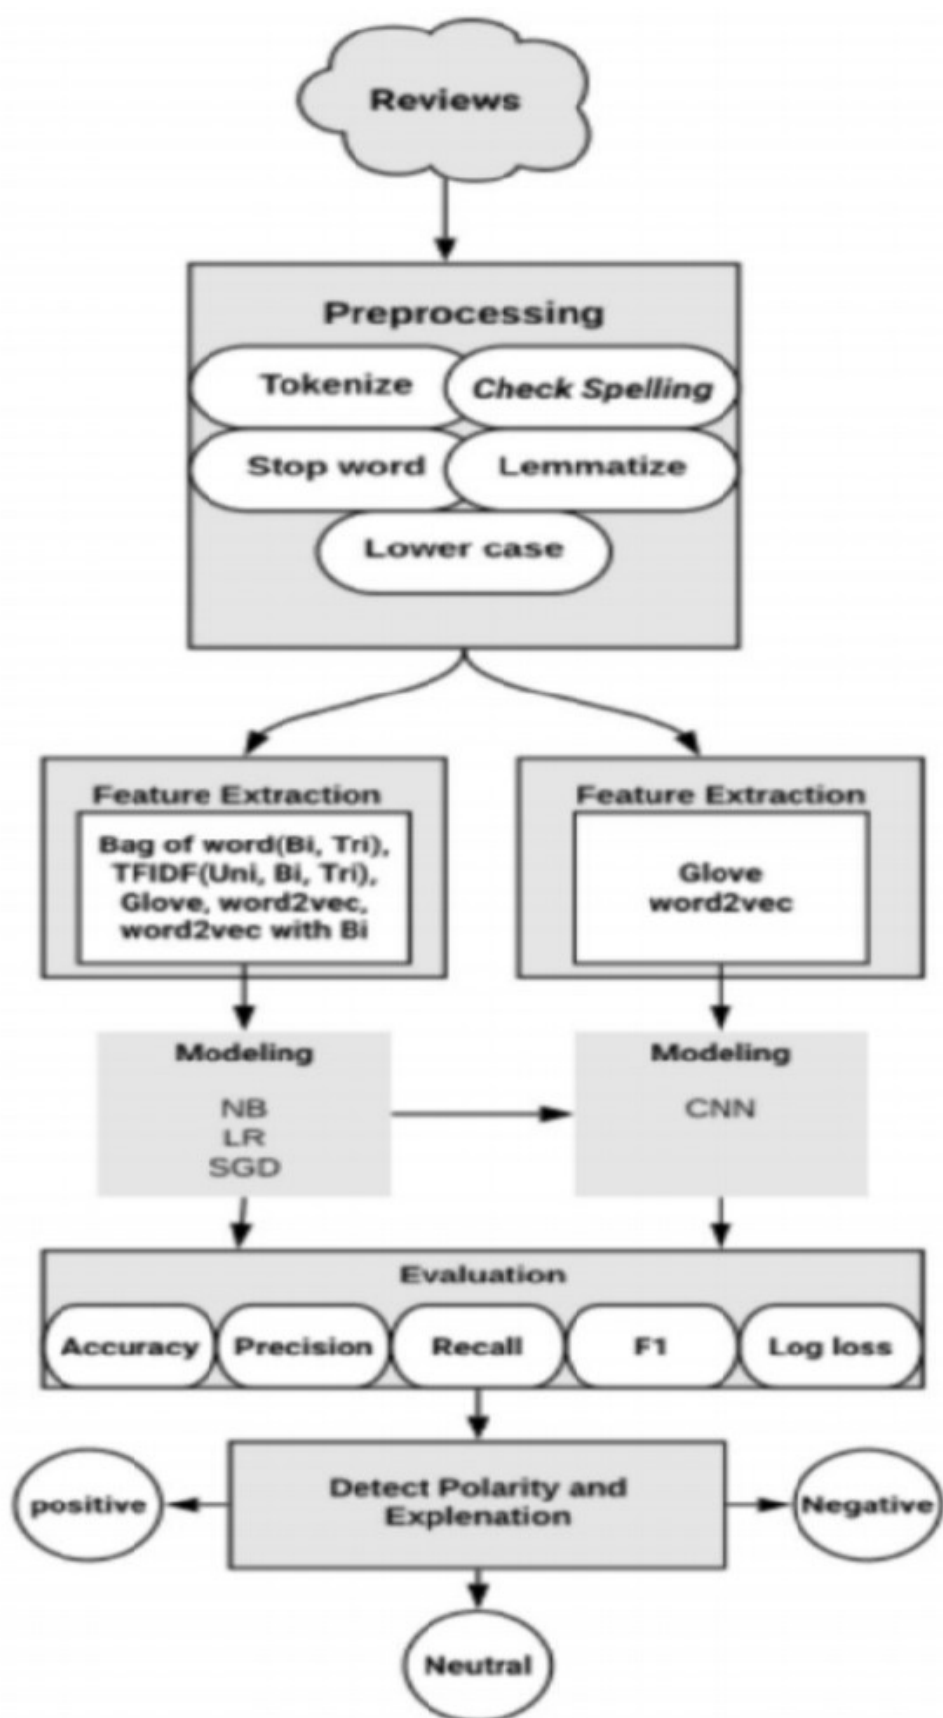 Reviews
Preprocessing
Tokenize
Check Spelling
Stop word
Lemmatize
Lower case
Feature Extraction
Bag of word(Bi, Tri),
TFIDF(Uni, Bi, Tri),
Glove, word2vec,
word2vec with Bi
Feature Extraction
Glove
word2vec
Modeling
NB
LR
SGD
Modeling
CNN
Evaluation
Accuracy
Precision
Recall
F1
Log loss
Detect Polarity and
Explenation
positive
Negative
Neutral